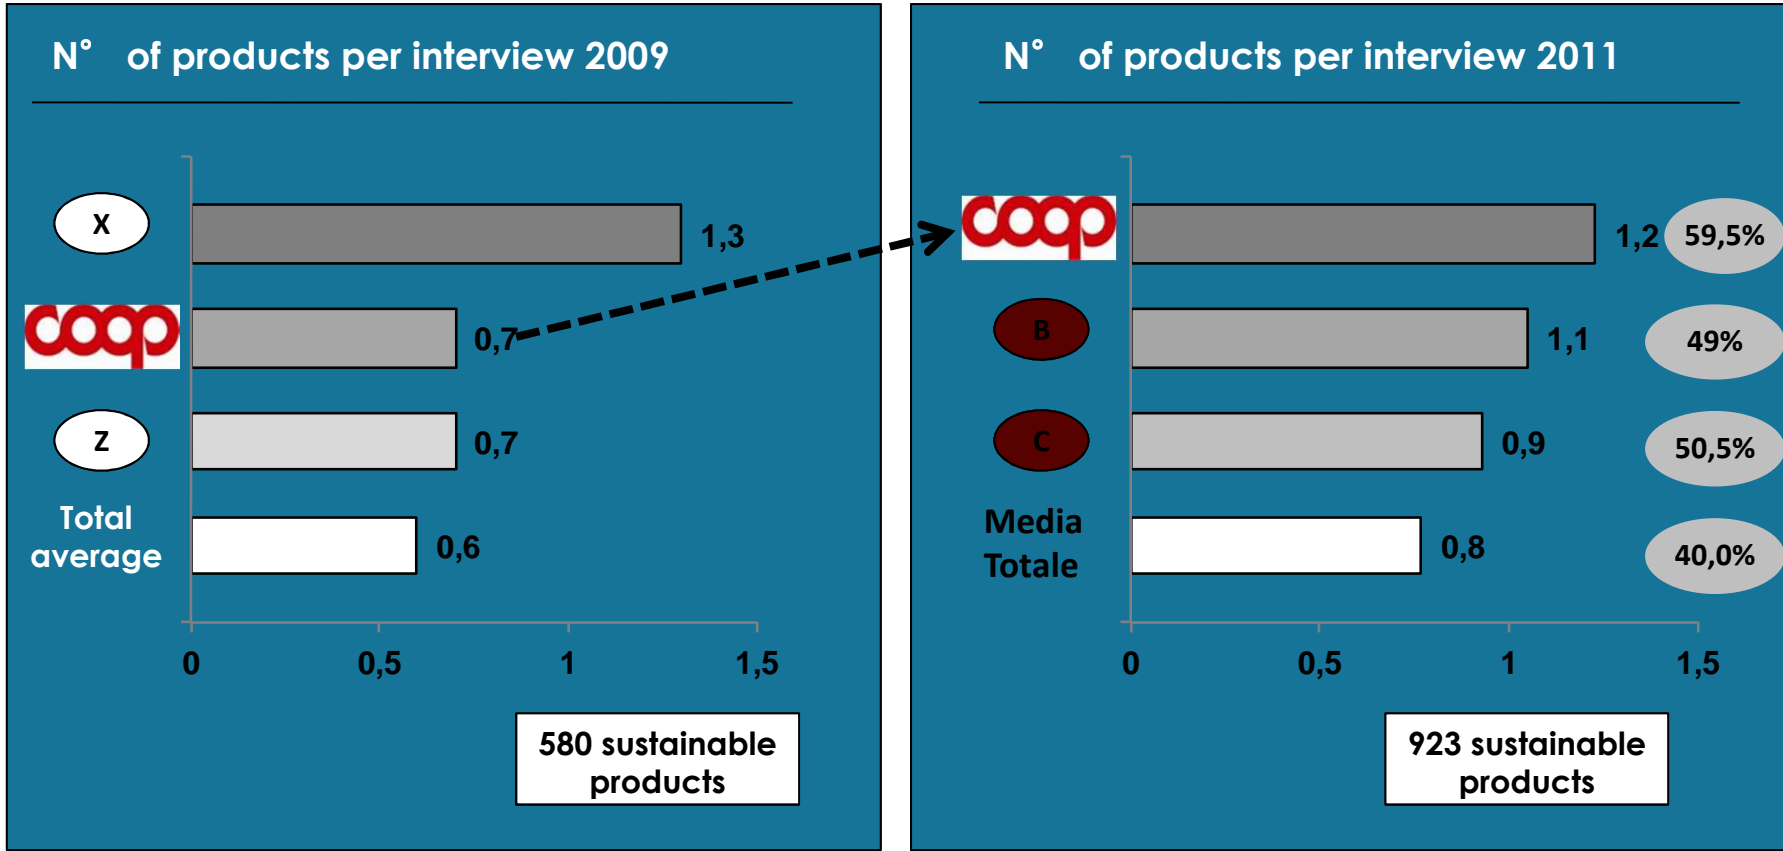 N° of products per interview 2009
X
1,3
coop
0,7
Z
0,7
Total
average
0,6
0 0,5 1 1,5
580 sustainable
products
N° of products per interview 2011
coop
1,2 59,5%
B
1,1 49%
C
0,9 50,5%
Media
Totale
0,8 40,0%
0 0,5 1 1,5
923 sustainable
products